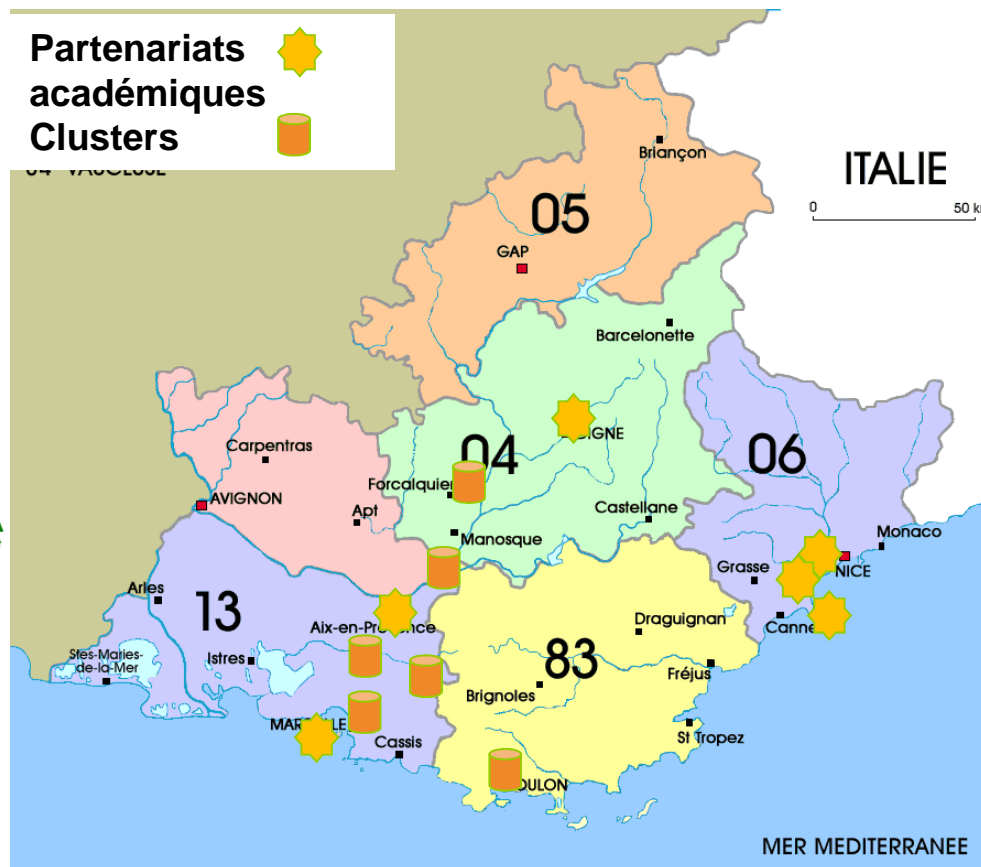 Partenariats
académiques
Clusters
ITALIE
0 50 k
Briançon
05
GAP
Barcelonette
Carpentras
04
06
Forcalquier
AVIGNON
Apt
Castellane
Manosque
Monaco
Grasse
NICE
Arles
13
Aix-en-Pro
Draguignan
Stes-Maries-
de-la-Mer
Istres
83
Fréjus
Brignoles
St Tropez
Cassis
MER MEDITERRANEE